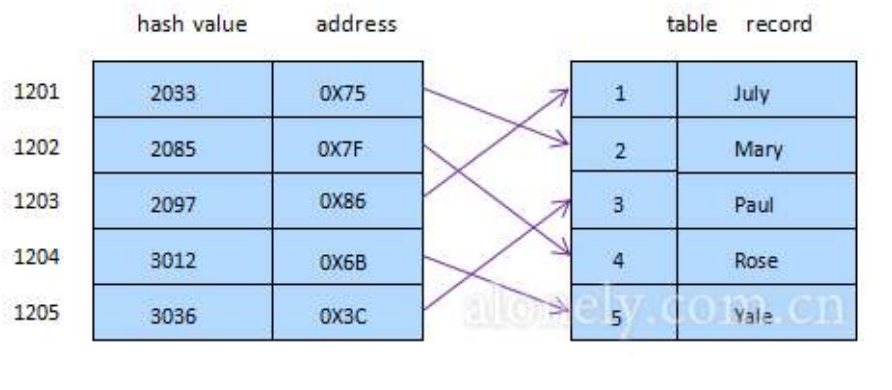 hash value address table record
1201 2033 0X75 1 July
1202 2085 0X7F 2 Mary
1203 2097 0X86 3 Paul
1204 3012 0X6B 4 Rose
1205 3036 0X3C 5 Yale
alonely.com.cn